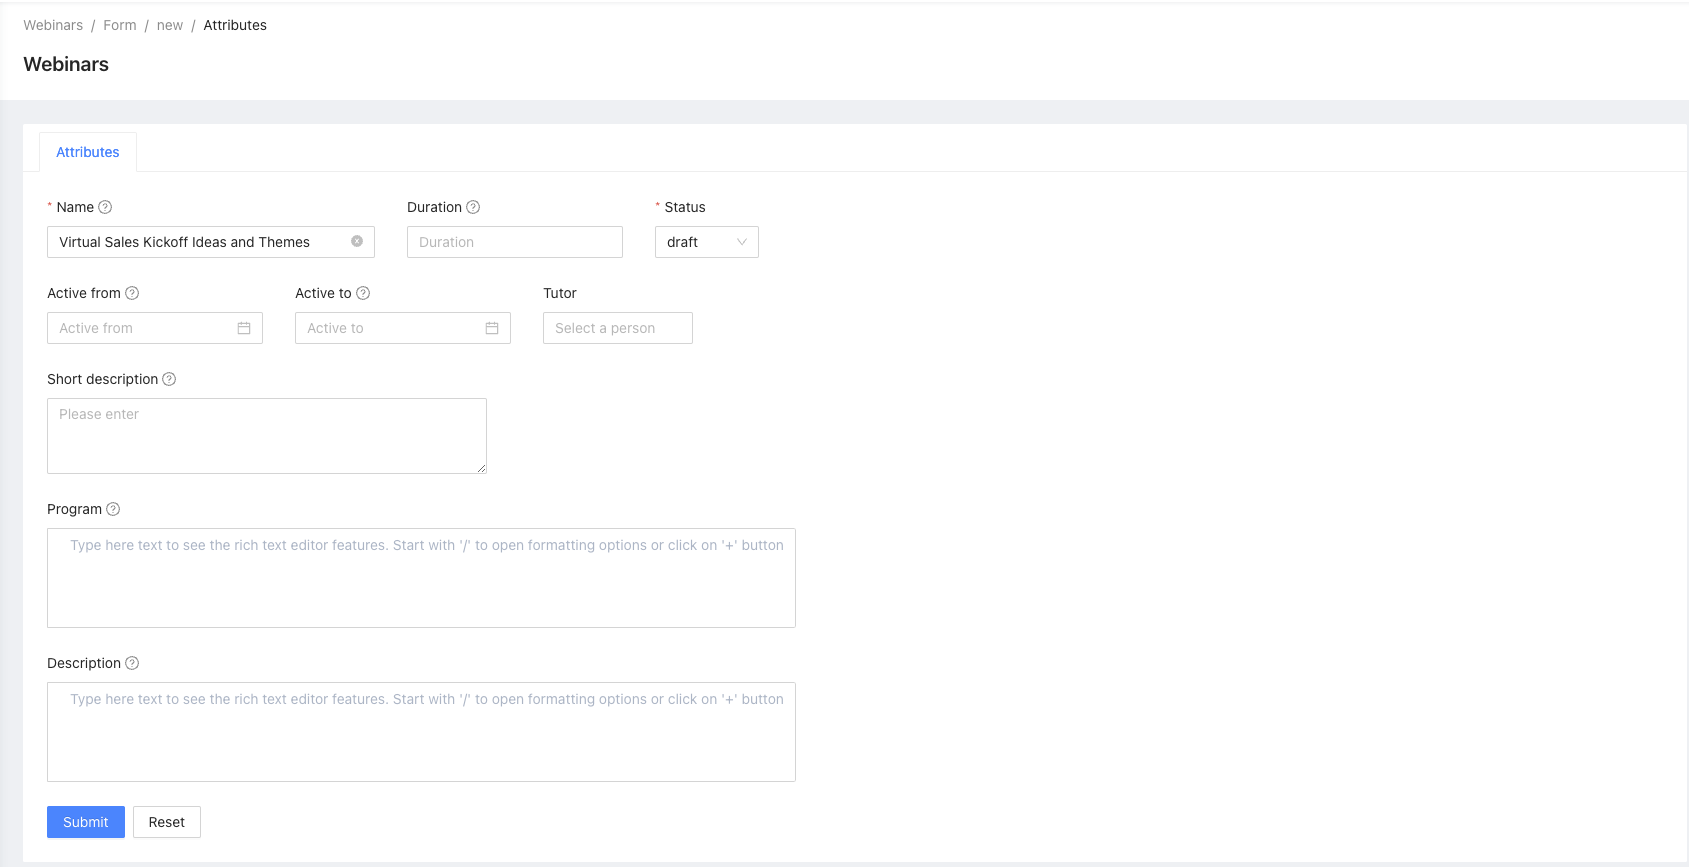 Webinars / Form / new / Attributes
Webinars
Attributes
* Name
Duration
* Status
Virtual Sales Kickoff Ideas and Themes
Duration
draft
Active from
Active to
Tutor
Active from
Active to
Select a person
Short description
Please enter
Program
Type here text to see the rich text editor features. Start with '/' to open formatting options or click on '+' button
Description
Type here text to see the rich text editor features. Start with '/' to open formatting options or click on '+' button
Submit
Reset